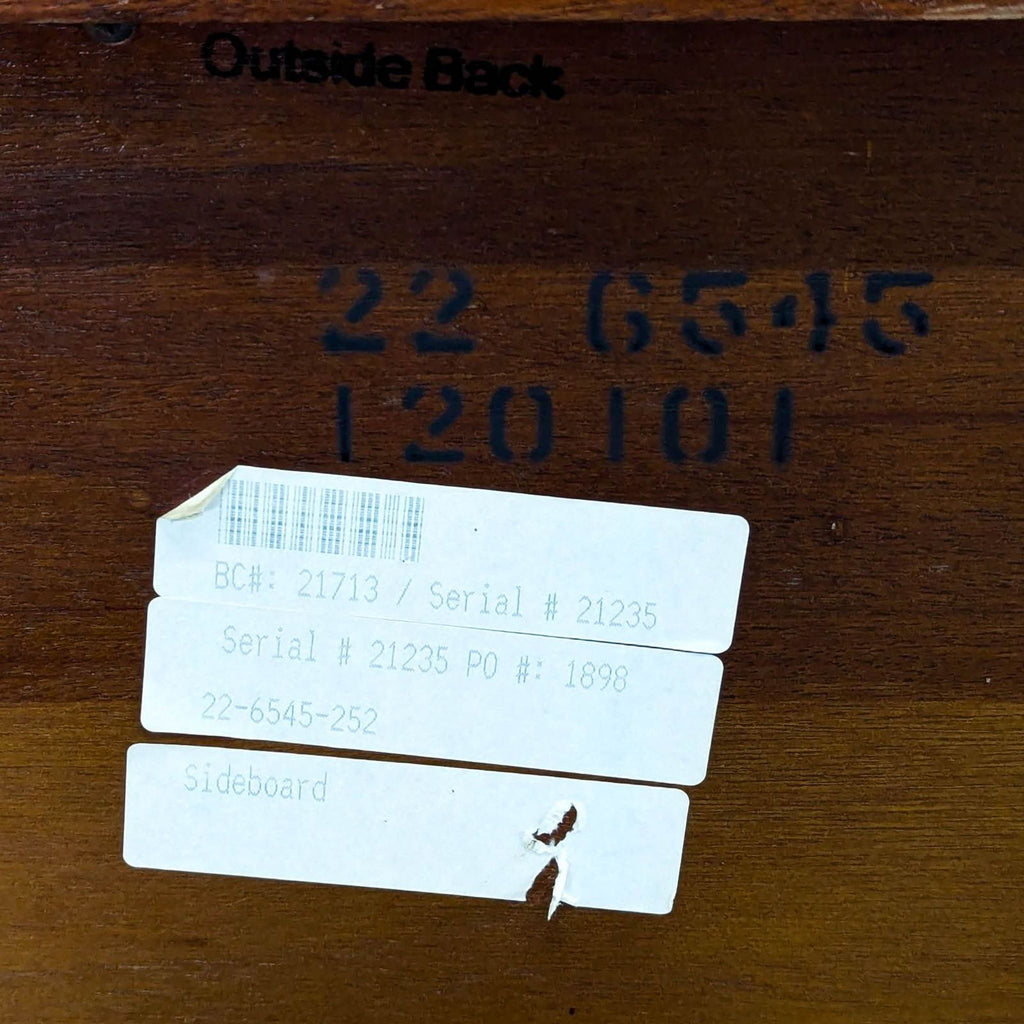 Outside Back
22 6545
120101
BC#: 21713 / Serial # 21235
Serial # 21235 PO #: 1898
22-6545-252
Sideboard